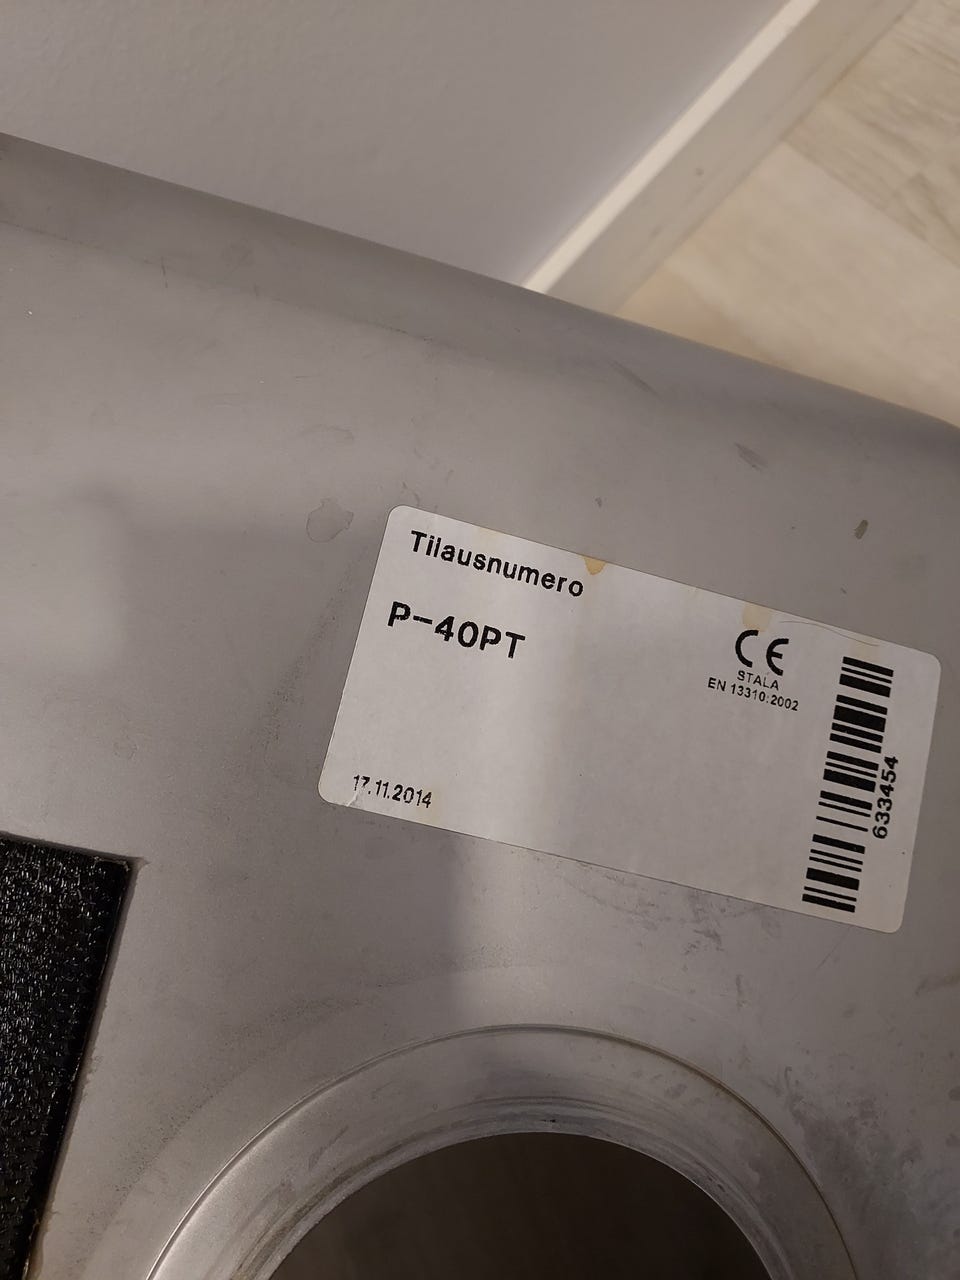 Tilausnumero
P-40PT
CE
STALA
EN 13310:2002
17.11.2014
633454